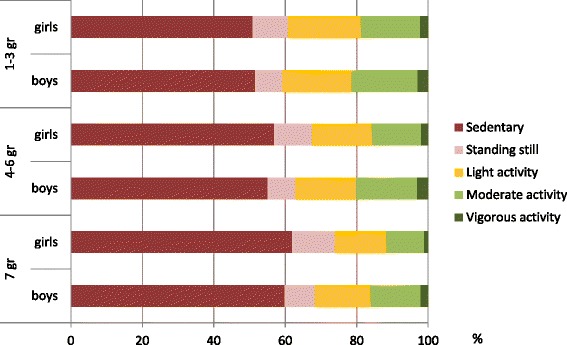 1-3 gr
girls
boys
4-6 gr
girls
boys
7 gr
girls
boys
0 20 40 60 80 100 %
Sedentary
Standing still
Light activity
Moderate activity
Vigorous activity